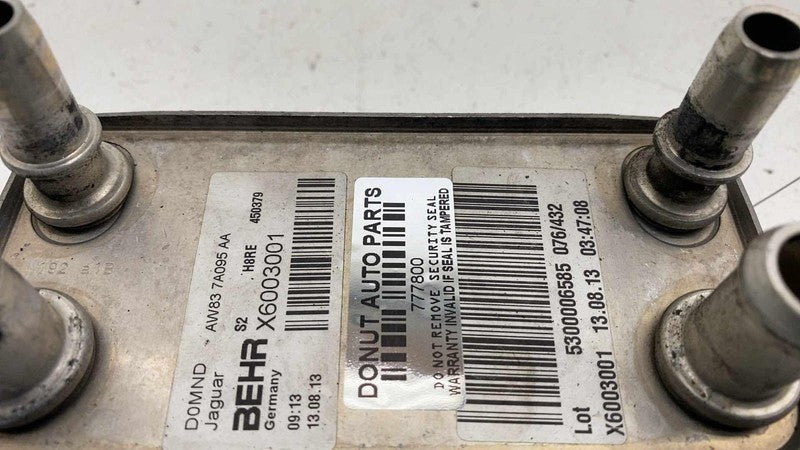 D0MND
Jaguar AW83 7A095 AA
BEHR S2 H8RE 450379
Germany X6003001
09:13
13.08.13
DONUT AUTO PARTS
777800
DO NOT REMOVE SECURITY SEAL
WARRANTY INVALID IF SEAL IS TAMPERED
5300006585 076/432
Lot
X6003001 13.08.13 03:47:08